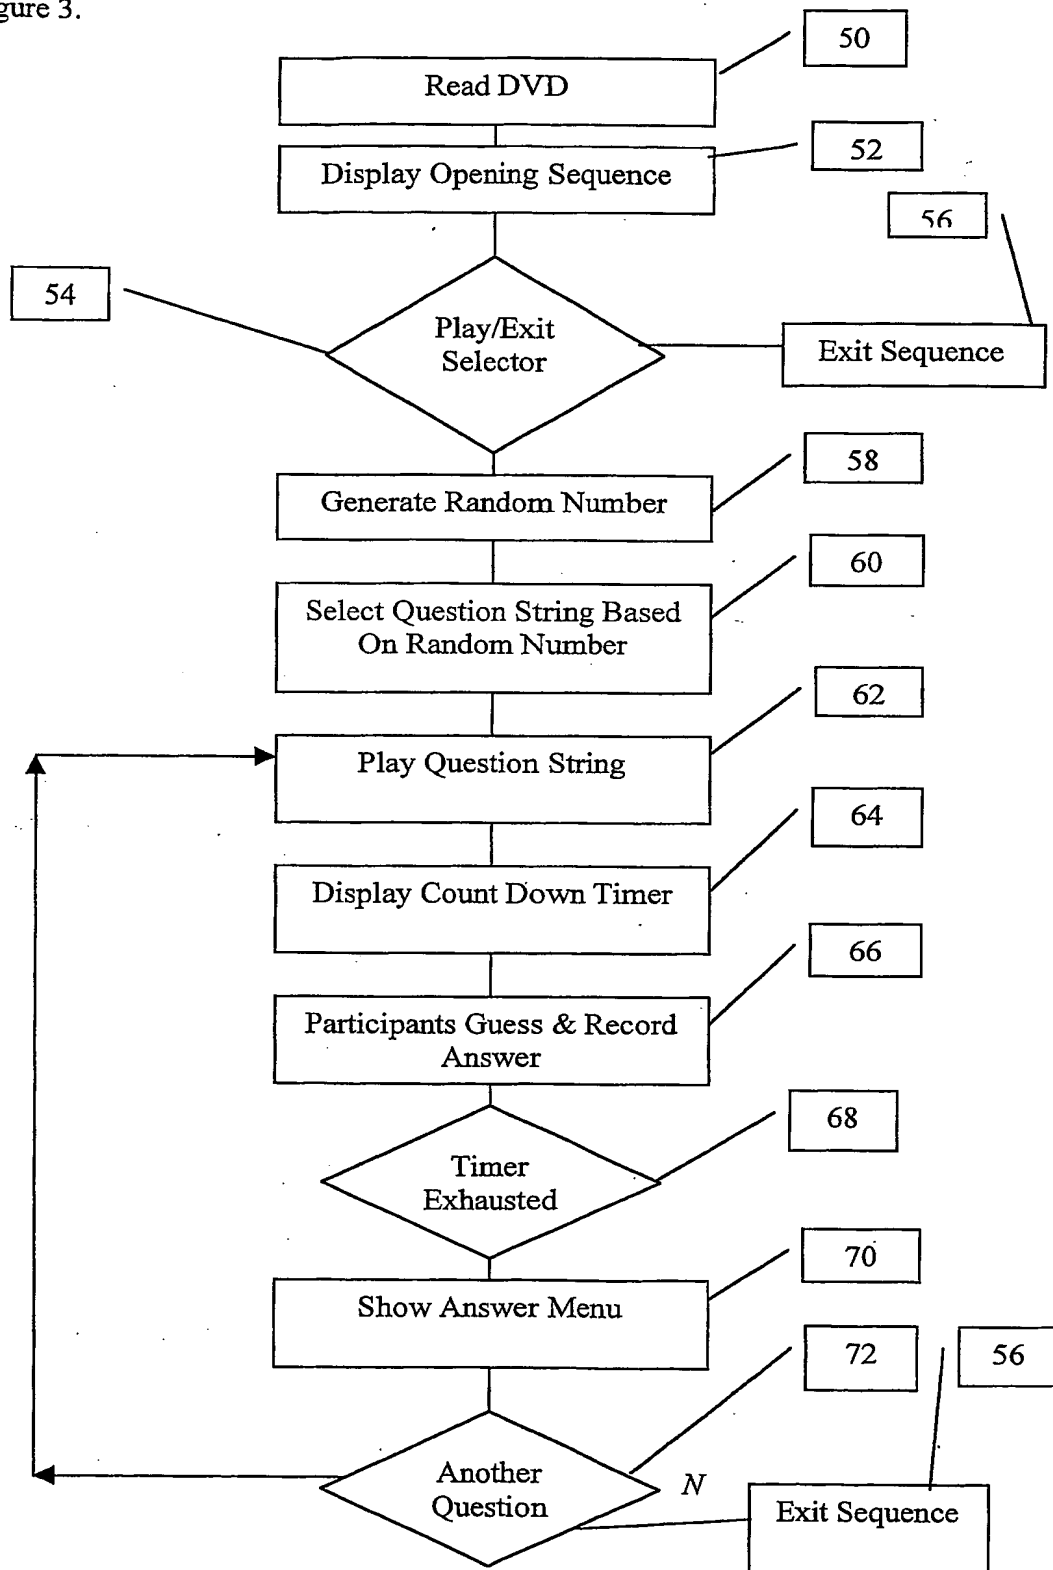 gure 3.
50
Read DVD
52
Display Opening Sequence
56
54
Play/Exit
Selector
Exit Sequence
58
Generate Random Number
60
Select Question String Based
On Random Number
62
Play Question String
64
Display Count Down Timer
66
Participants Guess & Record
Answer
68
Timer
Exhausted
70
Show Answer Menu
72
56
Another
Question
N
Exit Sequence